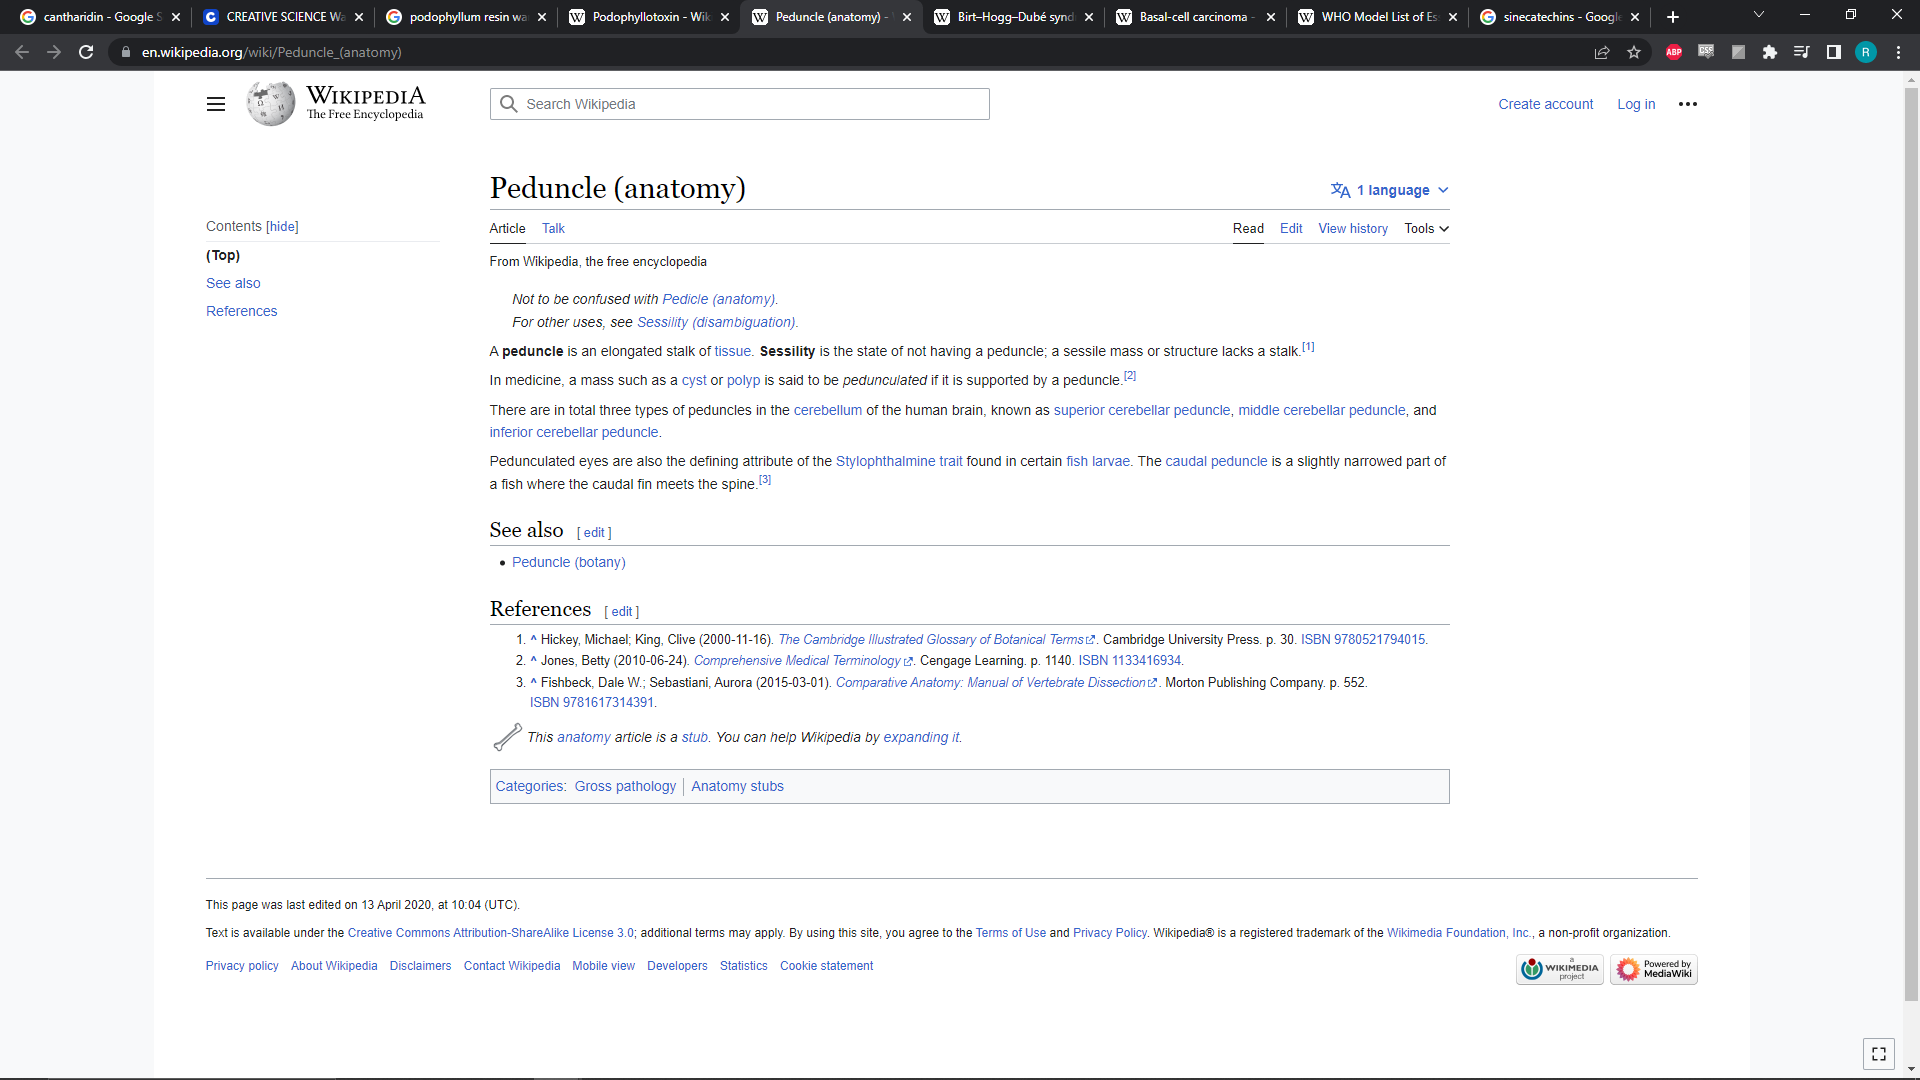 cantharidin - Google S
CREATIVE SCIENCE Wa
podophyllum resin wa
Podophyllotoxin - Wik
Peduncle (anatomy) -
Birt–Hogg–Dubé synd
Basal-cell carcinoma -
WHO Model List of Es
sinecatechins - Google
en.wikipedia.org/wiki/Peduncle_(anatomy)
ABP
R
WIKIPEDIA
The Free Encyclopedia
Search Wikipedia
Create account
Log in
Peduncle (anatomy)
1 language
Contents [hide]
(Top)
See also
References
Article Talk
Read Edit View history Tools
From Wikipedia, the free encyclopedia
Not to be confused with Pedicle (anatomy).
For other uses, see Sessility (disambiguation).
A peduncle is an elongated stalk of tissue. Sessility is the state of not having a peduncle; a sessile mass or structure lacks a stalk.[1]
In medicine, a mass such as a cyst or polyp is said to be pedunculated if it is supported by a peduncle.[2]
There are in total three types of peduncles in the cerebellum of the human brain, known as superior cerebellar peduncle, middle cerebellar peduncle, and
inferior cerebellar peduncle.
Pedunculated eyes are also the defining attribute of the Stylophthalmine trait found in certain fish larvae. The caudal peduncle is a slightly narrowed part of
a fish where the caudal fin meets the spine.[3]
See also [ edit ]
• Peduncle (botany)
References [ edit ]
1. ^ Hickey, Michael; King, Clive (2000-11-16). The Cambridge Illustrated Glossary of Botanical Terms. Cambridge University Press. p. 30. ISBN 9780521794015.
2. ^ Jones, Betty (2010-06-24). Comprehensive Medical Terminology. Cengage Learning. p. 1140. ISBN 1133416934.
3. ^ Fishbeck, Dale W.; Sebastiani, Aurora (2015-03-01). Comparative Anatomy: Manual of Vertebrate Dissection. Morton Publishing Company. p. 552.
ISBN 9781617314391.
This anatomy article is a stub. You can help Wikipedia by expanding it.
Categories: Gross pathology | Anatomy stubs
This page was last edited on 13 April 2020, at 10:04 (UTC).
Text is available under the Creative Commons Attribution-ShareAlike License 3.0; additional terms may apply. By using this site, you agree to the Terms of Use and Privacy Policy. Wikipedia® is a registered trademark of the Wikimedia Foundation, Inc., a non-profit organization.
Privacy policy About Wikipedia Disclaimers Contact Wikipedia Mobile view Developers Statistics Cookie statement
a
WIKIMEDIA
project
Powered by
MediaWiki